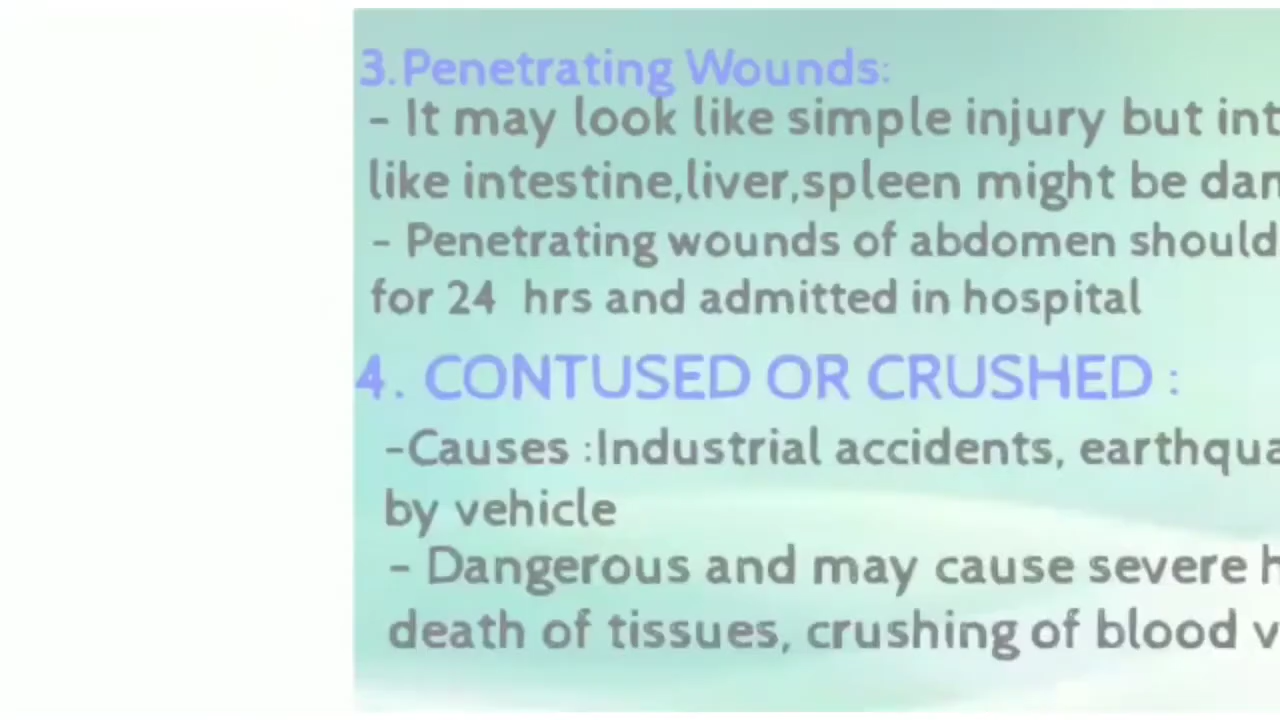 3.Penetrating Wounds:
- It may look like simple injury but int
like intestine,liver,spleen might be dam
- Penetrating wounds of abdomen should
for 24 hrs and admitted in hospital
4. CONTUSED OR CRUSHED :
-Causes :Industrial accidents, earthqua
by vehicle
- Dangerous and may cause severe h
death of tissues, crushing of blood v